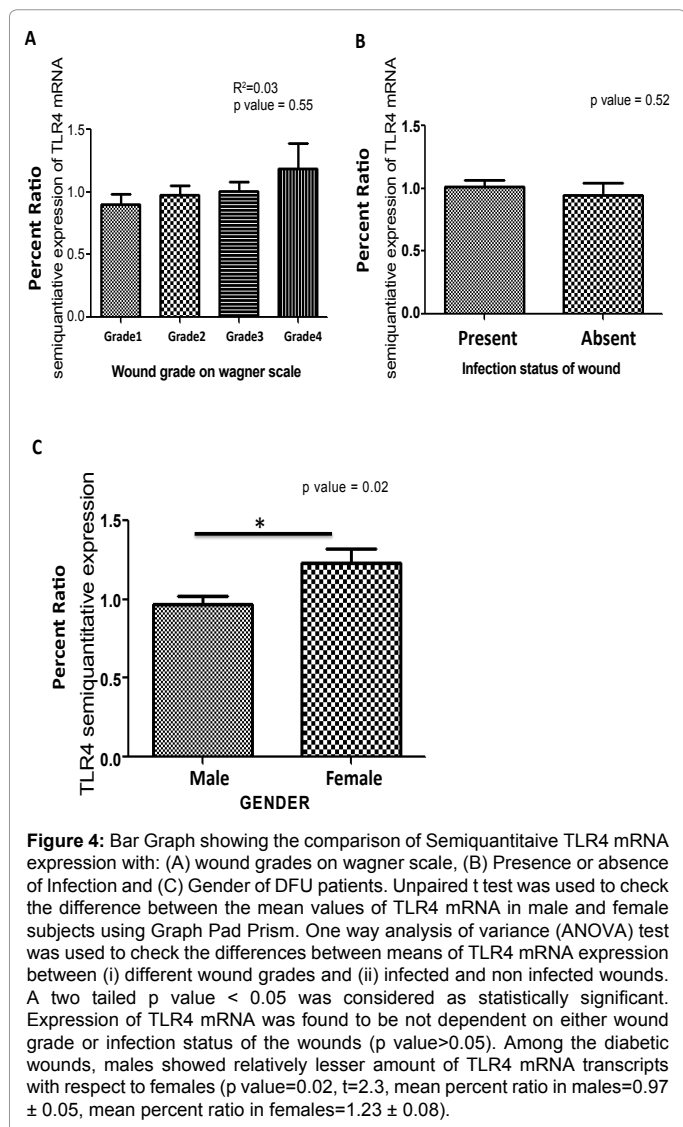 A
R²=0.03
p value = 0.55
Percent Ratio
semiquantiative expression of TLR4 mRNA
1.5
1.0
0.5
0.0
Grade1 Grade2 Grade3 Grade4
Wound grade on wagner scale
B
p value = 0.52
Percent Ratio
semiquantiative expression of TLR4 mRNA
1.5
1.0
0.5
0.0
Present Absent
Infection status of wound
C
p value = 0.02
*
Percent Ratio
TLR4 semiquantitative expression
1.5
1.0
0.5
0.0
Male Female
GENDER
Figure 4: Bar Graph showing the comparison of Semiquantitaive TLR4 mRNA
expression with: (A) wound grades on wagner scale, (B) Presence or absence
of Infection and (C) Gender of DFU patients. Unpaired t test was used to check
the difference between the mean values of TLR4 mRNA in male and female
subjects using Graph Pad Prism. One way analysis of variance (ANOVA) test
was used to check the differences between means of TLR4 mRNA expression
between (i) different wound grades and (ii) infected and non infected wounds.
A two tailed p value < 0.05 was considered as statistically significant.
Expression of TLR4 mRNA was found to be not dependent on either wound
grade or infection status of the wounds (p value>0.05). Among the diabetic
wounds, males showed relatively lesser amount of TLR4 mRNA transcripts
with respect to females (p value=0.02, t=2.3, mean percent ratio in males=0.97
± 0.05, mean percent ratio in females=1.23 ± 0.08).